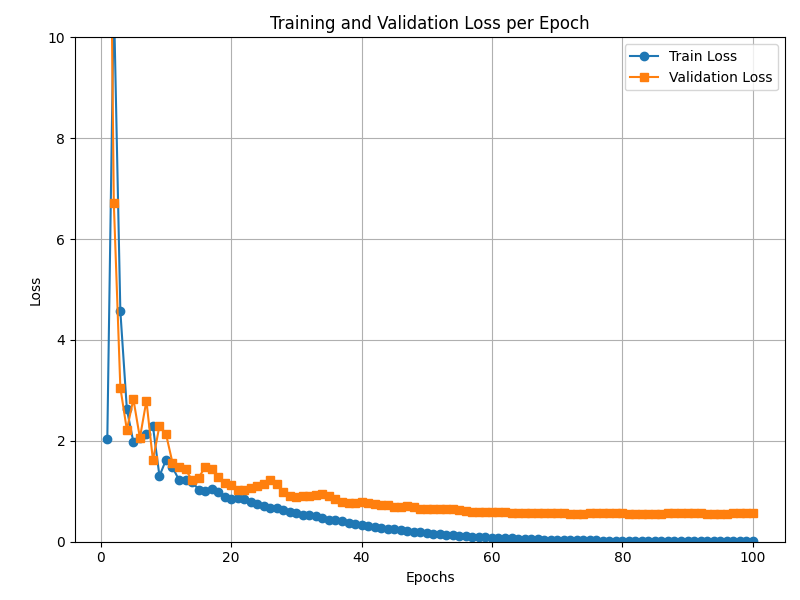 Training and Validation Loss per Epoch
Train Loss
Validation Loss
10
8
6
4
2
0
Loss
0 20 40 60 80 100
Epochs